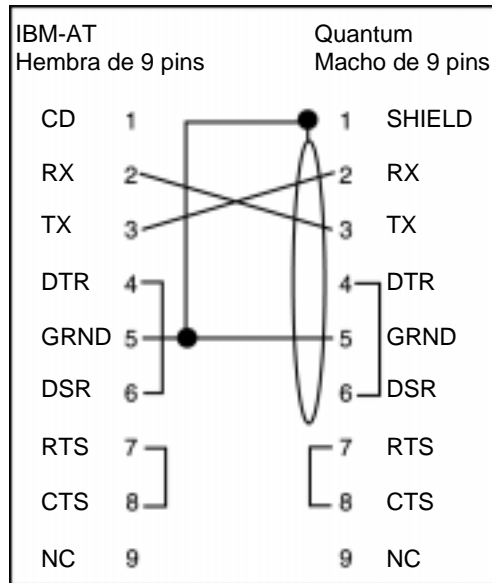 IBM-AT Quantum
Hembra de 9 pins Macho de 9 pins
CD 1 1 SHIELD
RX 2 2 RX
TX 3 3 TX
DTR 4 4 DTR
GRND 5 5 GRND
DSR 6 6 DSR
RTS 7 7 RTS
CTS 8 8 CTS
NC 9 9 NC